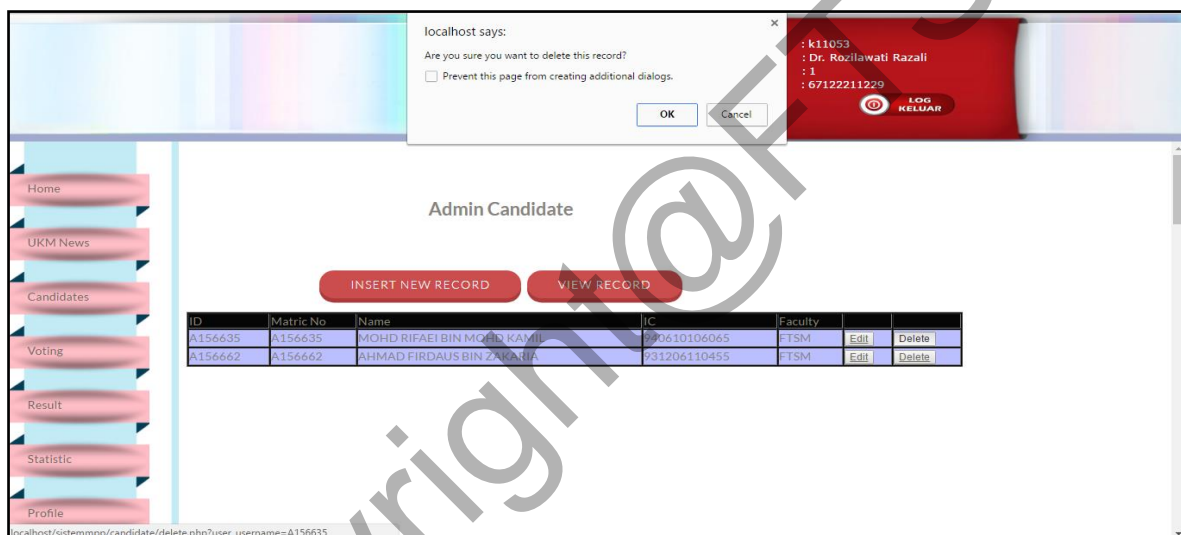 localhost says:
Are you sure you want to delete this record?
Prevent this page from creating additional dialogs.
OK Cancel
: k11053
: Dr. Rozilawati Razali
: 1
: 67122211229
LOG
KELUAR
Home
UKM News
Candidates
Voting
Result
Statistic
Profile
Admin Candidate
INSERT NEW RECORD VIEW RECORD
ID Matric No Name IC Faculty
A156635 A156635 MOHD RIFAEI BIN MOHD KAMIL 940610106065 FTSM Edit Delete
A156662 A156662 AHMAD FIRDAUS BIN ZAKARIA 931206110455 FTSM Edit Delete
localhost/sistemmpp/candidate/delete.php?user_username=A156635